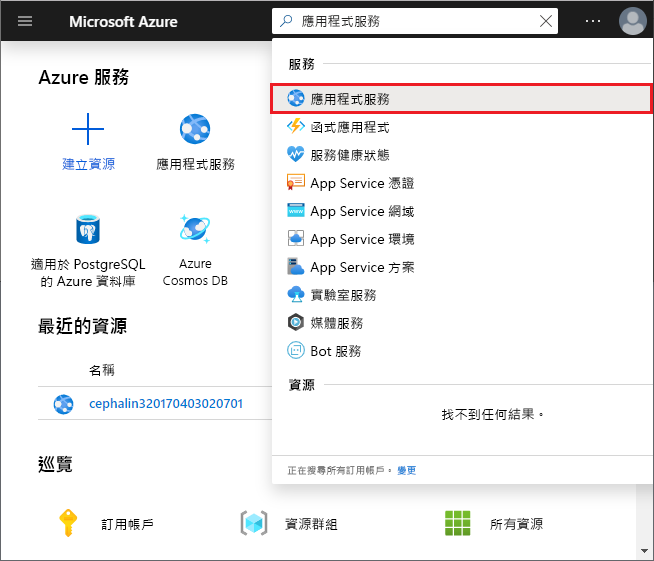 Microsoft Azure
應用程式服務
Azure 服務
建立資源
應用程式服務
適用於 PostgreSQL
的 Azure 資料庫
Azure
Cosmos DB
最近的資源
名稱
cephalin320170403020701
巡覽
訂用帳戶
資源群組
所有資源
服務
應用程式服務
函式應用程式
服務健康狀態
App Service 憑證
App Service 網域
App Service 環境
App Service 方案
實驗室服務
媒體服務
Bot 服務
資源
找不到任何結果。
正在搜尋所有訂用帳戶。 變更